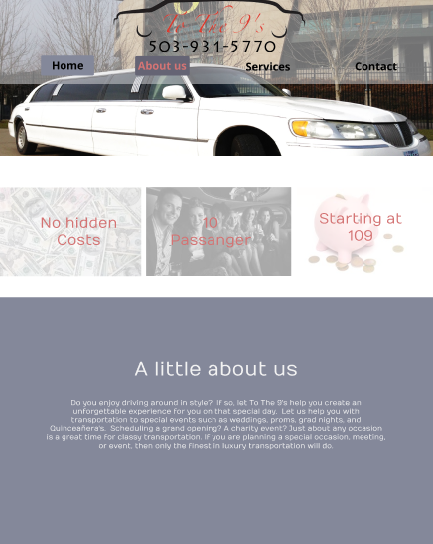 To The 9's
503-931-5770
Home
About us
Services
Contact
No hidden
Costs
10
Passanger
Starting at
109
A little about us
Do you enjoy driving around in style? If so, let To The 9's help you create an
unforgettable experience for you on that special day. Let us help you with
transportation to special events such as weddings, proms, grad nights, and
Quinceañera's. Scheduling a grand opening? A charity event? Just about any occasion
is a great time for classy transportation. If you are planning a special occasion, meeting,
or event, then only the finest in luxury transportation will do.